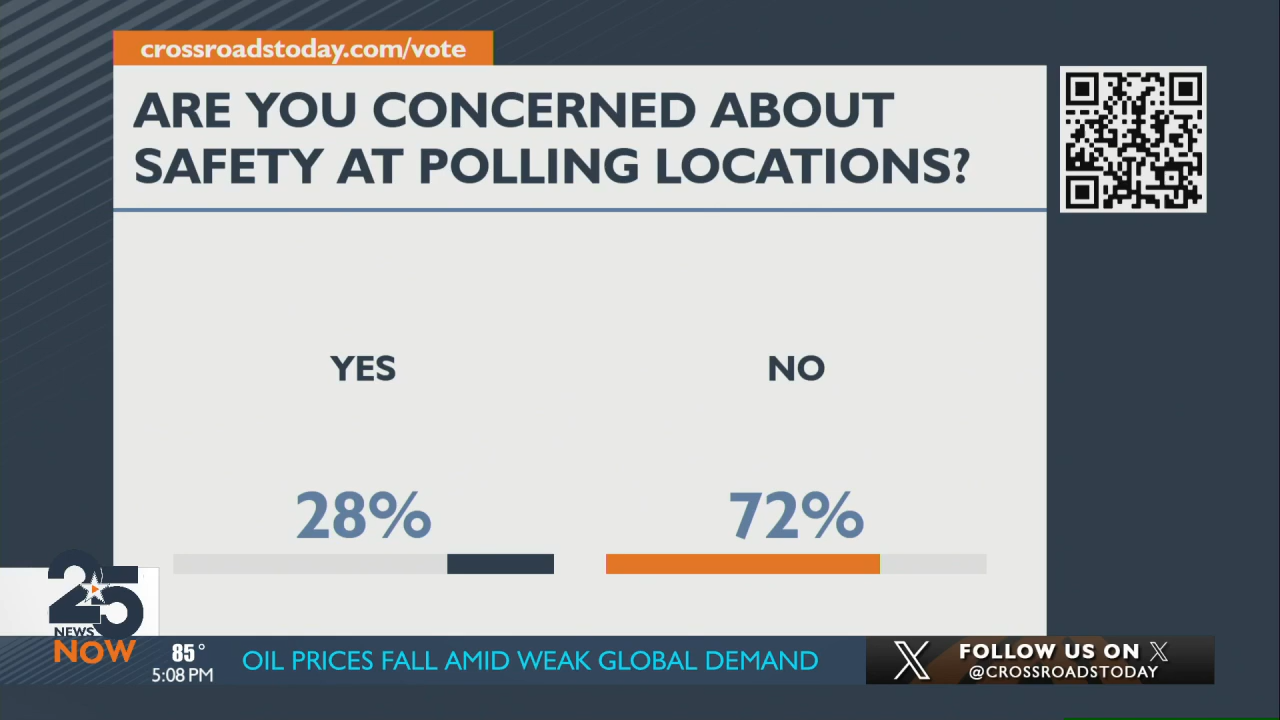 crossroadstoday.com/vote
ARE YOU CONCERNED ABOUT
SAFETY AT POLLING LOCATIONS?
YES
NO
28%
72%
25
NEWS
NOW
85°
5:08 PM
OIL PRICES FALL AMID WEAK GLOBAL DEMAND
FOLLOW US ON X
@CROSSROADSTODAY